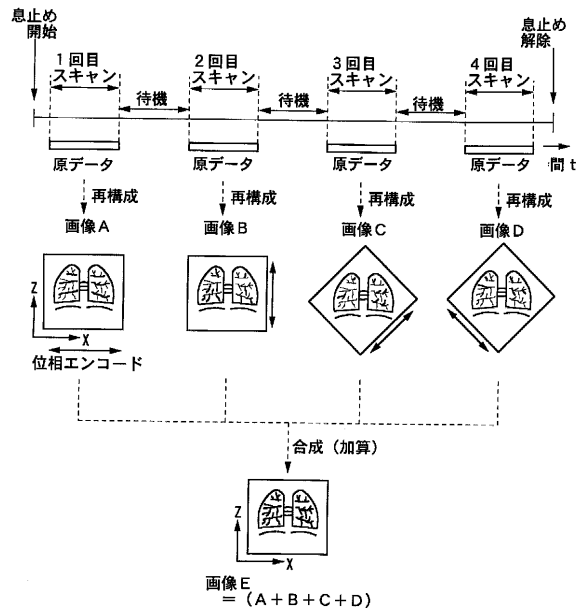 息止め
開始
息止め
解除
1回目
スキャン
2回目
スキャン
3回目
スキャン
4回目
スキャン
待機
待機
待機
原データ
原データ
原データ
原データ
間t
再構成
再構成
再構成
再構成
画像A
画像B
画像C
画像D
Z
X
位相エンコード
合成(加算)
Z
X
画像E
=(A+B+C+D)